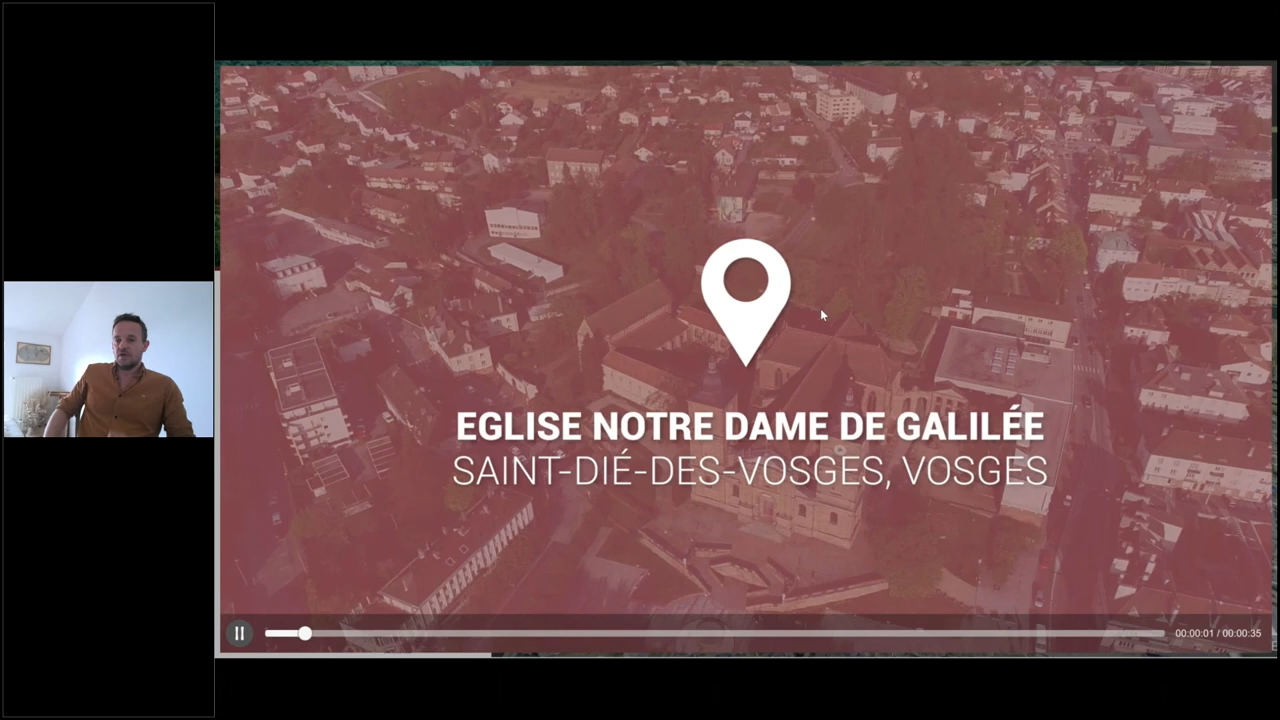 EGLISE NOTRE DAME DE GALILÉE
SAINT-DIÉ-DES-VOSGES, VOSGES
00:00:01 / 00:00:35